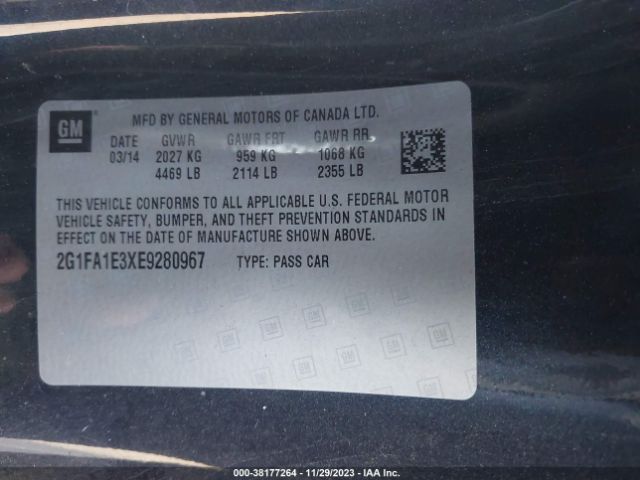 GM
MFD BY GENERAL MOTORS OF CANADA LTD.
DATE GVWR GAWR FRT GAWR RR
03/14 2027 KG 959 KG 1068 KG
4469 LB 2114 LB 2355 LB
THIS VEHICLE CONFORMS TO ALL APPLICABLE U.S. FEDERAL MOTOR
VEHICLE SAFETY, BUMPER, AND THEFT PREVENTION STANDARDS IN
EFFECT ON THE DATE OF MANUFACTURE SHOWN ABOVE.
2G1FA1E3XE9280967 TYPE: PASS CAR
0-38177264 - 11/29/2023 - IAA Inc.